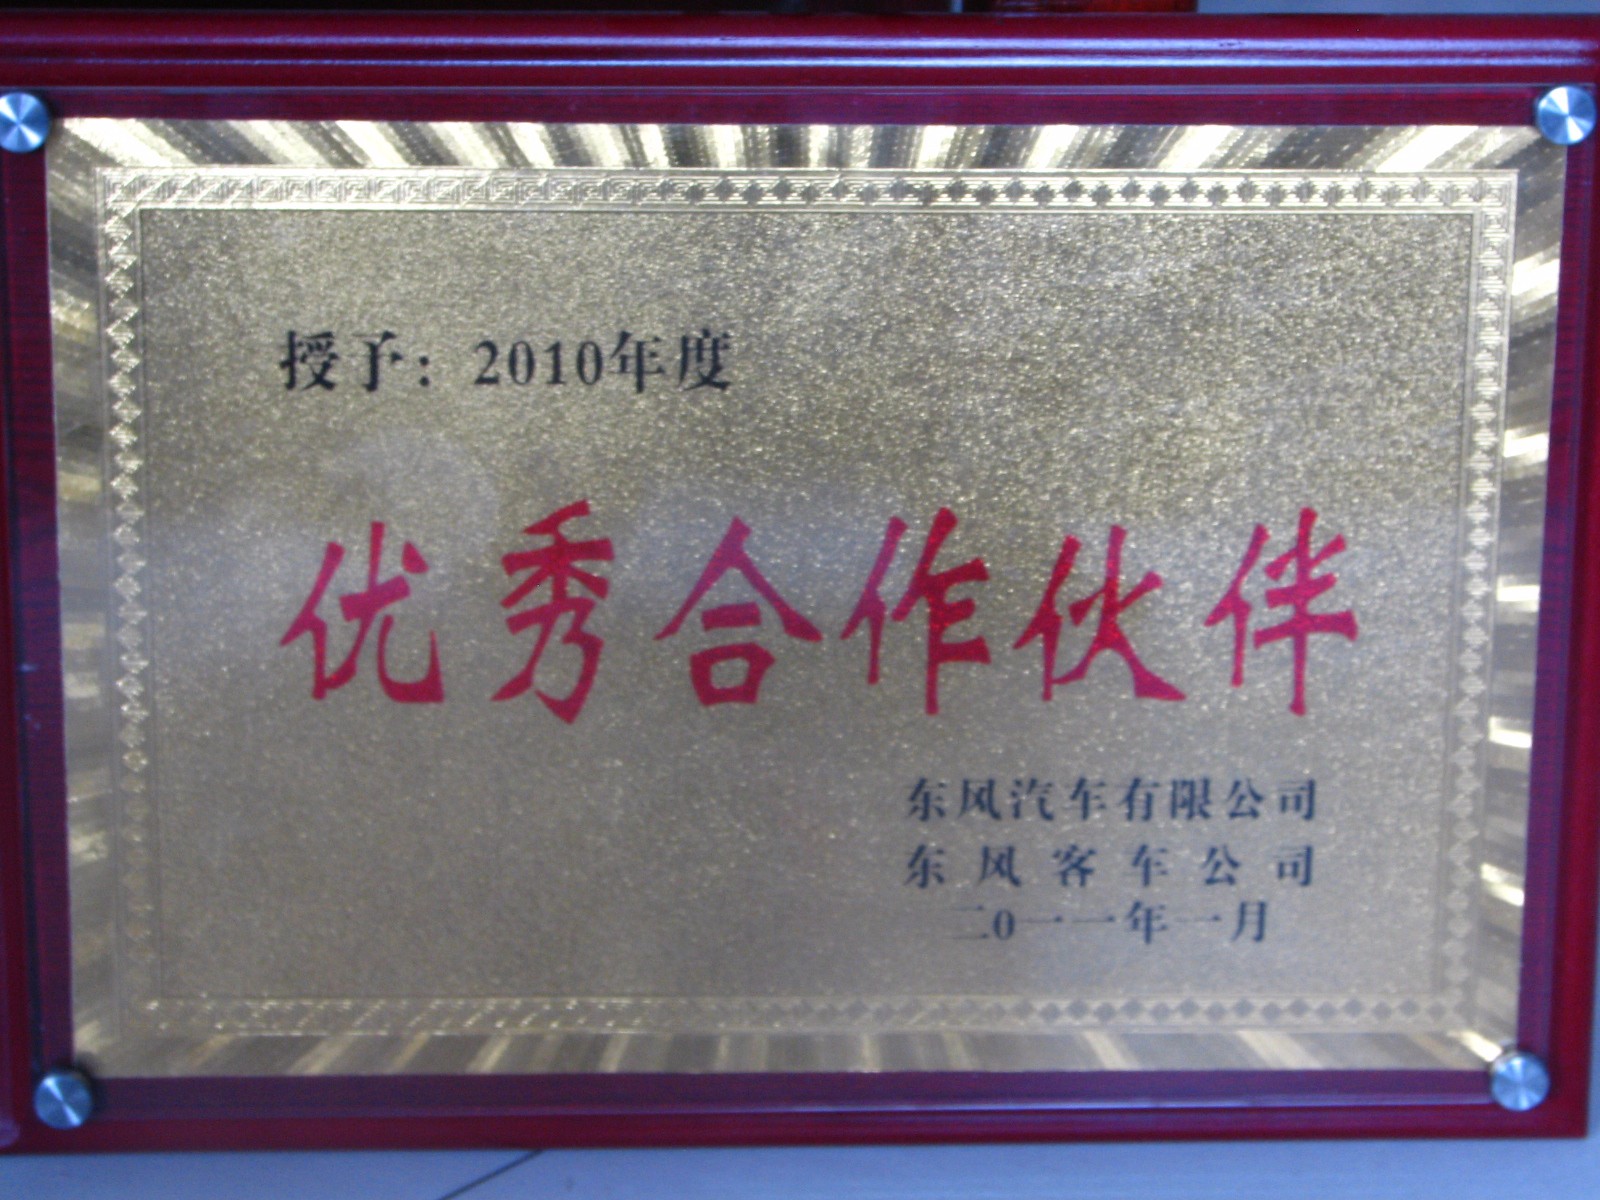 授予：2010年度
优秀合作伙伴
东风汽车有限公司
东风客车公司
二0一一年一月